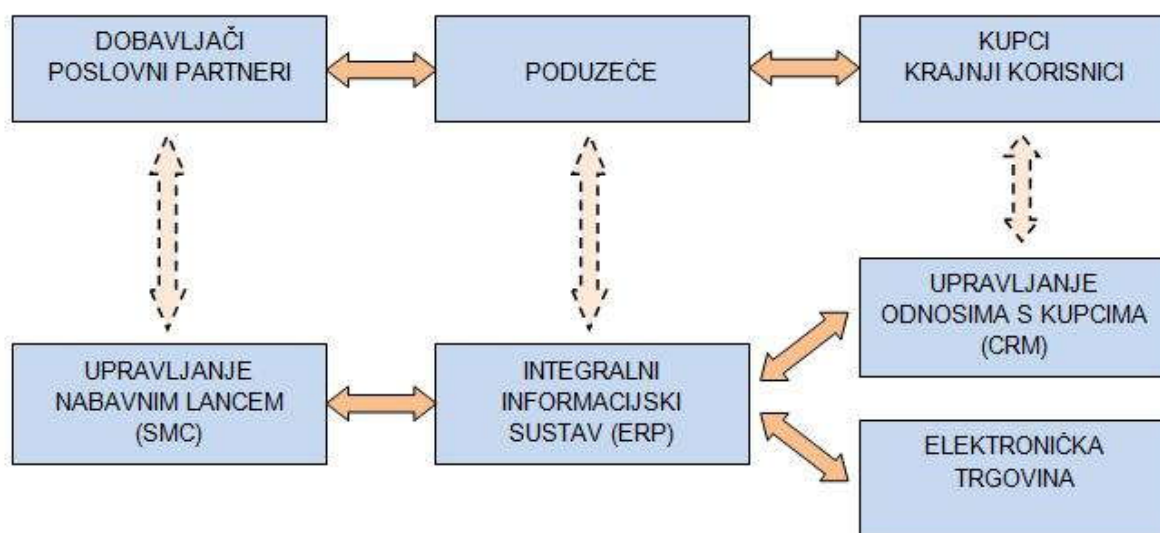 DOBAVLJAČI
POSLOVNI PARTNERI
PODUZEĆE
KUPCI
KRAJNJI KORISNICI
UPRAVLJANJE
NABAVNIM LANCEM
(SMC)
INTEGRALNI
INFORMACIJSKI
SUSTAV (ERP)
UPRAVLJANJE
ODNOSIMA S KUPCIMA
(CRM)
ELEKTRONIČKA
TRGOVINA